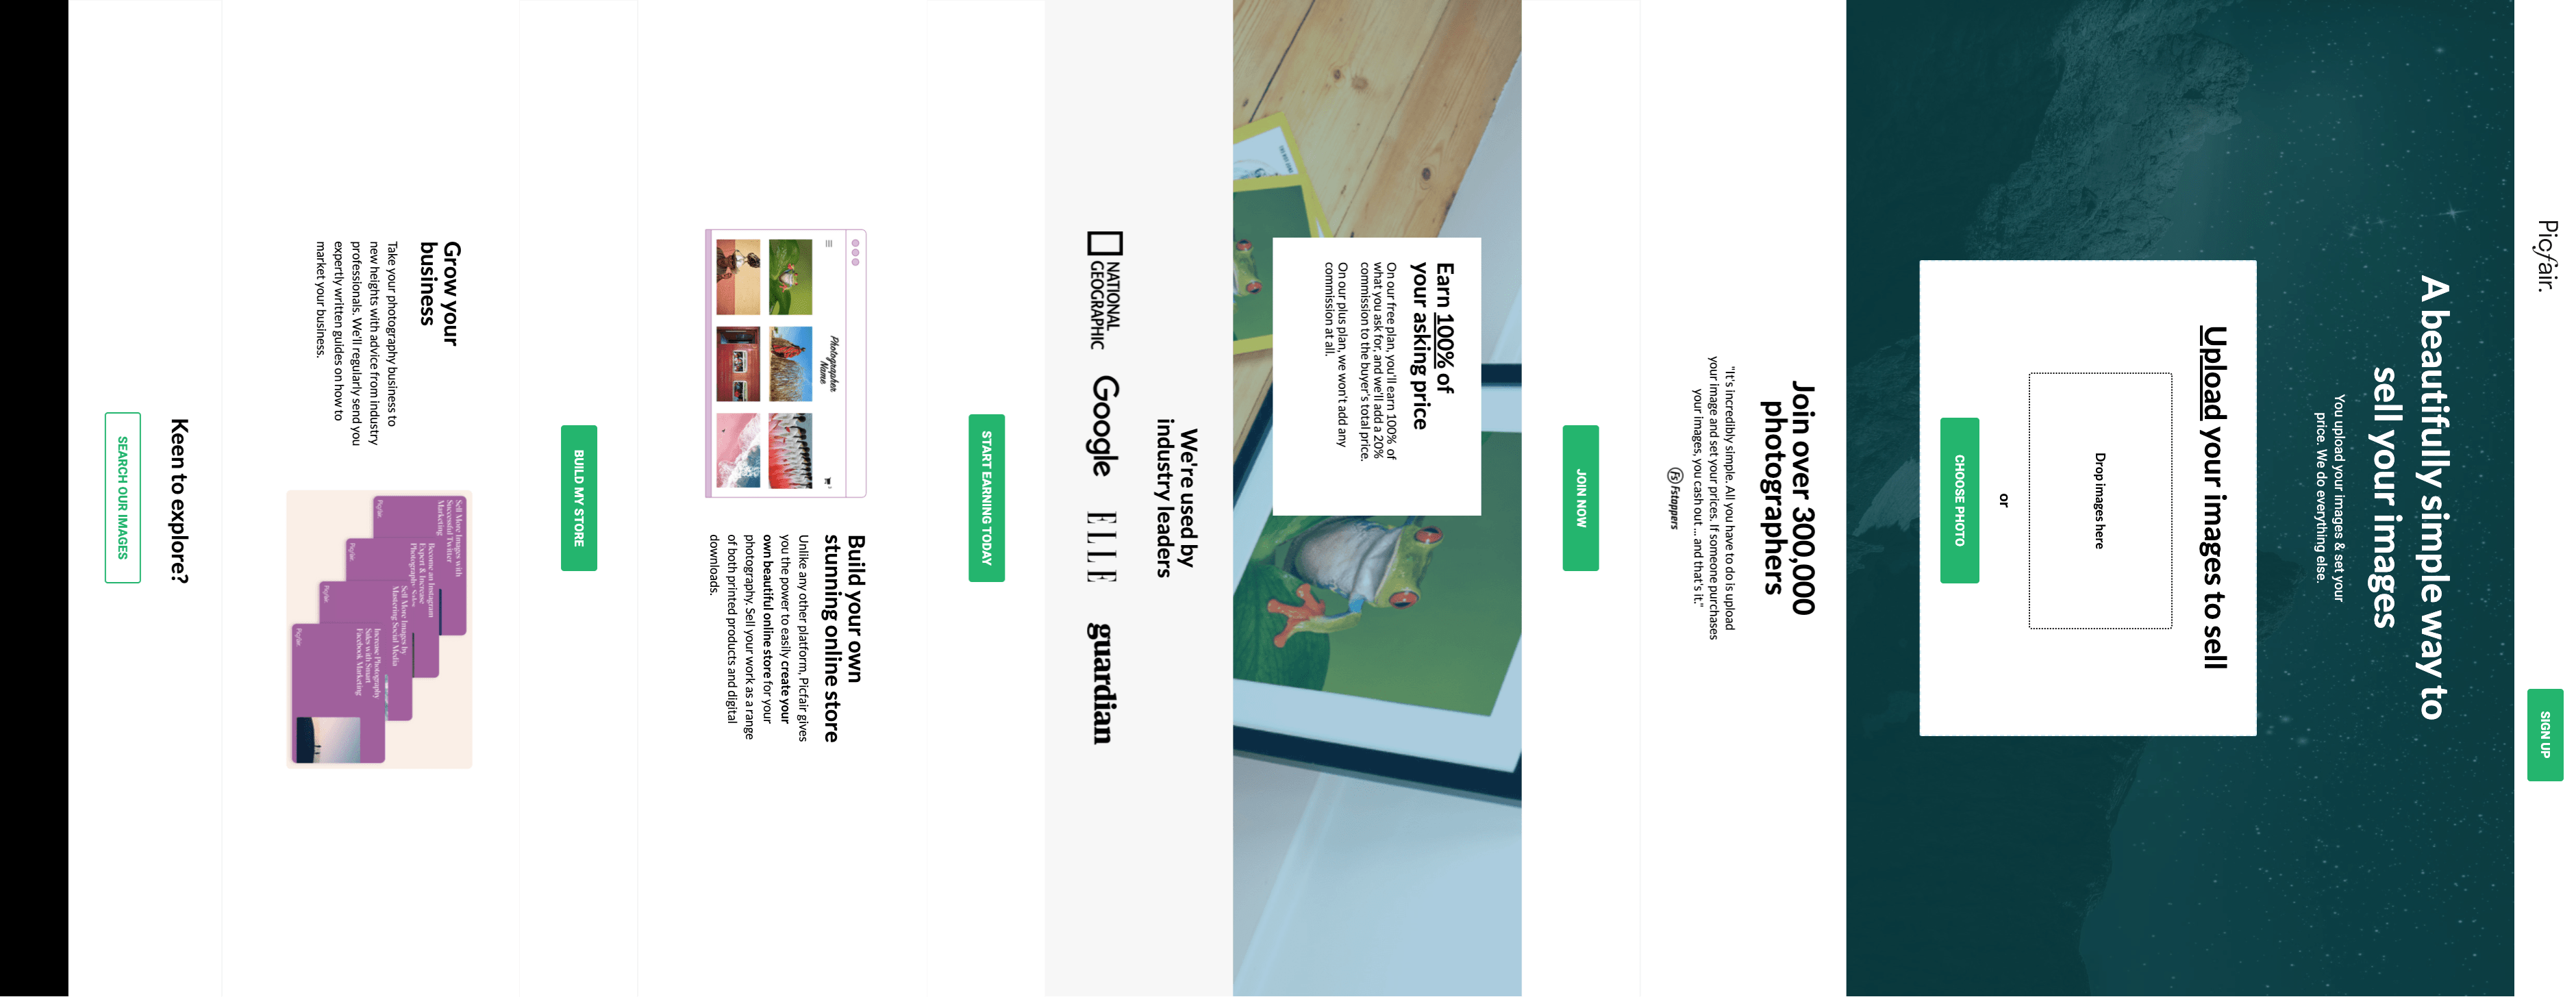 Picfair.
SIGN UP
A beautifully simple way to
sell your images
You upload your images & set your
price. We do everything else.
Upload your images to sell
Drop images here
or
CHOOSE PHOTO
Join over 300,000
photographers
"It's incredibly simple. All you have to do is upload
your image and set your prices. If someone purchases
your images, you cash out ... and that's it."
Fs Fstoppers
JOIN NOW
Earn 100% of
your asking price
On our free plan, you'll earn 100% of
what you ask for, and we'll add a 20%
commission to the buyer's total price.
On our plus plan, we won't add any
commission at all.
We're used by
industry leaders
NATIONAL
GEOGRAPHIC
Google
ELLE
guardian
START EARNING TODAY
Photographer
Name
Build your own
stunning online store
Unlike any other platform, Picfair gives
you the power to easily create your
own beautiful online store for your
photography. Sell your work as a range
of both printed products and digital
downloads.
BUILD MY STORE
Grow your
business
Take your photography business to
new heights with advice from industry
professionals. We'll regularly send you
expertly written guides on how to
market your business.
Sell More Images with
Successful Twitter
Marketing
Picfair
Become an Instagram
Expert & Increase
Photography Sales
Picfair
Sell More Images by
Mastering Social Media
Picfair
Increase Photography
Sales with Smart
Facebook Marketing
Picfair
Keen to explore?
SEARCH OUR IMAGES